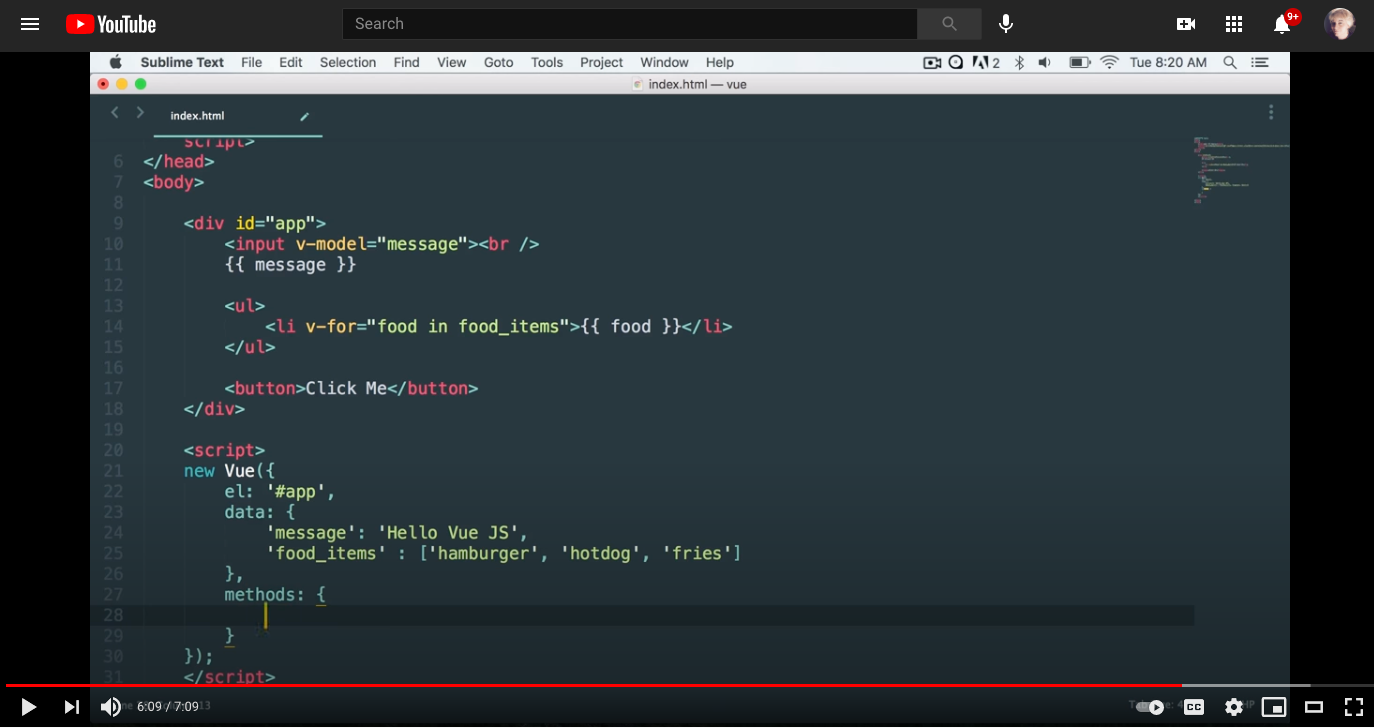 YouTube
Search
9+
Sublime Text File Edit Selection Find View Goto Tools Project Window Help
2 Tue 8:20 AM
index.html — vue
index.html
script>
6 </head>
7 <body>
8
9 <div id="app">
10 <input v-model="message"><br />
11 {{ message }}
12
13 <ul>
14 <li v-for="food in food_items">{{ food }}</li>
15 </ul>
16
17 <button>Click Me</button>
18 </div>
19
20 <script>
21 new Vue({
22 el: '#app',
23 data: {
24 'message': 'Hello Vue JS',
25 'food_items' : ['hamburger', 'hotdog', 'fries']
26 },
27 methods: {
28
29 }
30 });
31 </script>
6:09 / 7:09
CC